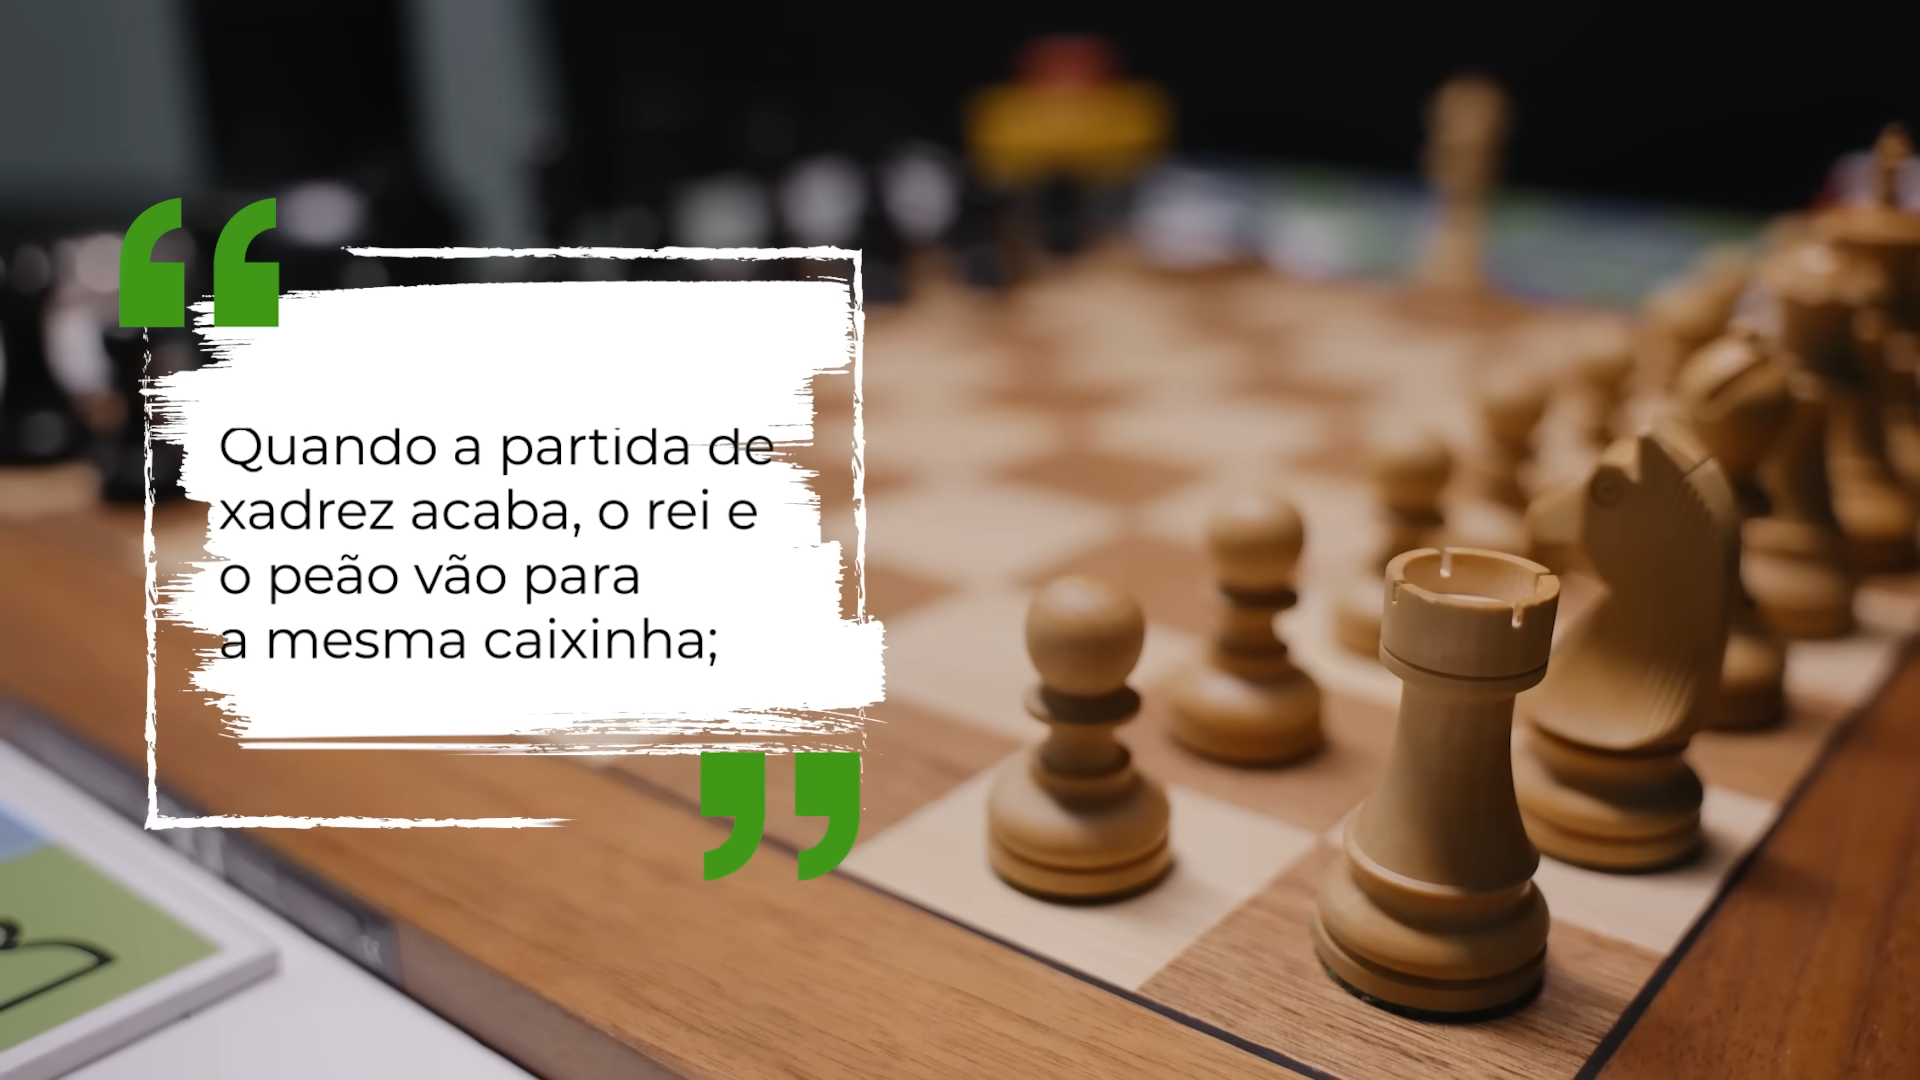 Quando a partida de
xadrez acaba, o rei e
o peão vão para
a mesma caixinha;